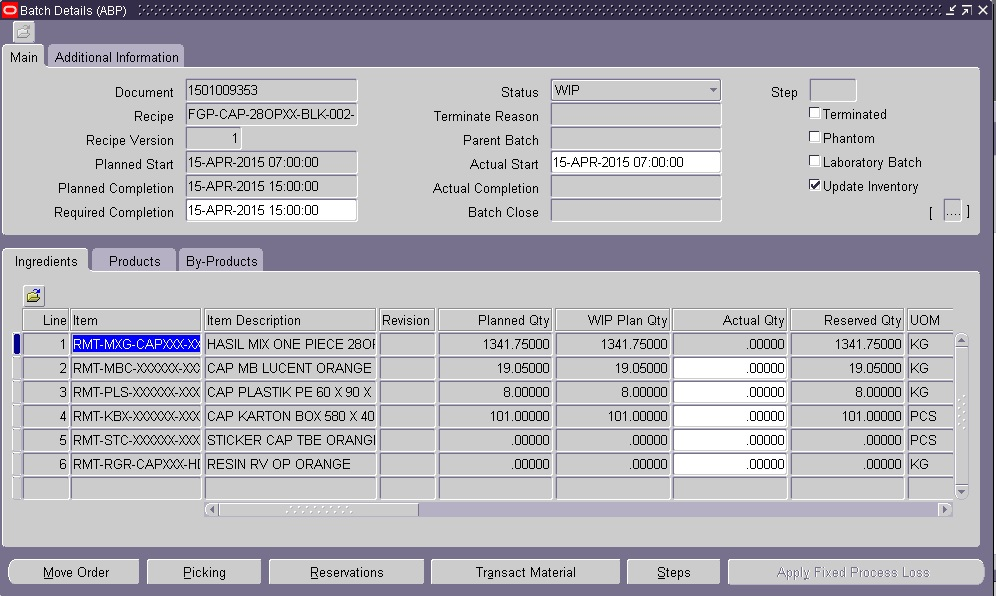 Batch Details (ABP)
Main
Additional Information
Document 1501009353
Status WIP
Step
Recipe FGP-CAP-28OPXX-BLK-002-
Terminate Reason
Terminated
Recipe Version 1
Parent Batch
Phantom
Planned Start 15-APR-2015 07:00:00
Actual Start 15-APR-2015 07:00:00
Laboratory Batch
Planned Completion 15-APR-2015 15:00:00
Actual Completion
Update Inventory
Required Completion 15-APR-2015 15:00:00
Batch Close
[ .... ]
Ingredients
Products
By-Products
Line Item Item Description Revision Planned Qty WIP Plan Qty Actual Qty Reserved Qty UOM
1 RMT-MXG-CAPXXX-XX HASIL MIX ONE PIECE 28OF 1341.75000 1341.75000 .00000 1341.75000 KG
2 RMT-MBC-XXXXXX-XXX CAP MB LUCENT ORANGE 19.05000 19.05000 .00000 19.05000 KG
3 RMT-PLS-XXXXXX-XXX CAP PLASTIK PE 60 X 90 X 8.00000 8.00000 .00000 8.00000 KG
4 RMT-KBX-XXXXXX-XXX CAP KARTON BOX 580 X 40 101.00000 101.00000 .00000 101.00000 PCS
5 RMT-STC-XXXXXX-XXX STICKER CAP TBE ORANG .00000 .00000 .00000 .00000 PCS
6 RMT-RGR-CAPXXX-HI RESIN RV OP ORANGE .00000 .00000 .00000 .00000 KG
Move Order
Picking
Reservations
Transact Material
Steps
Apply Fixed Process Loss